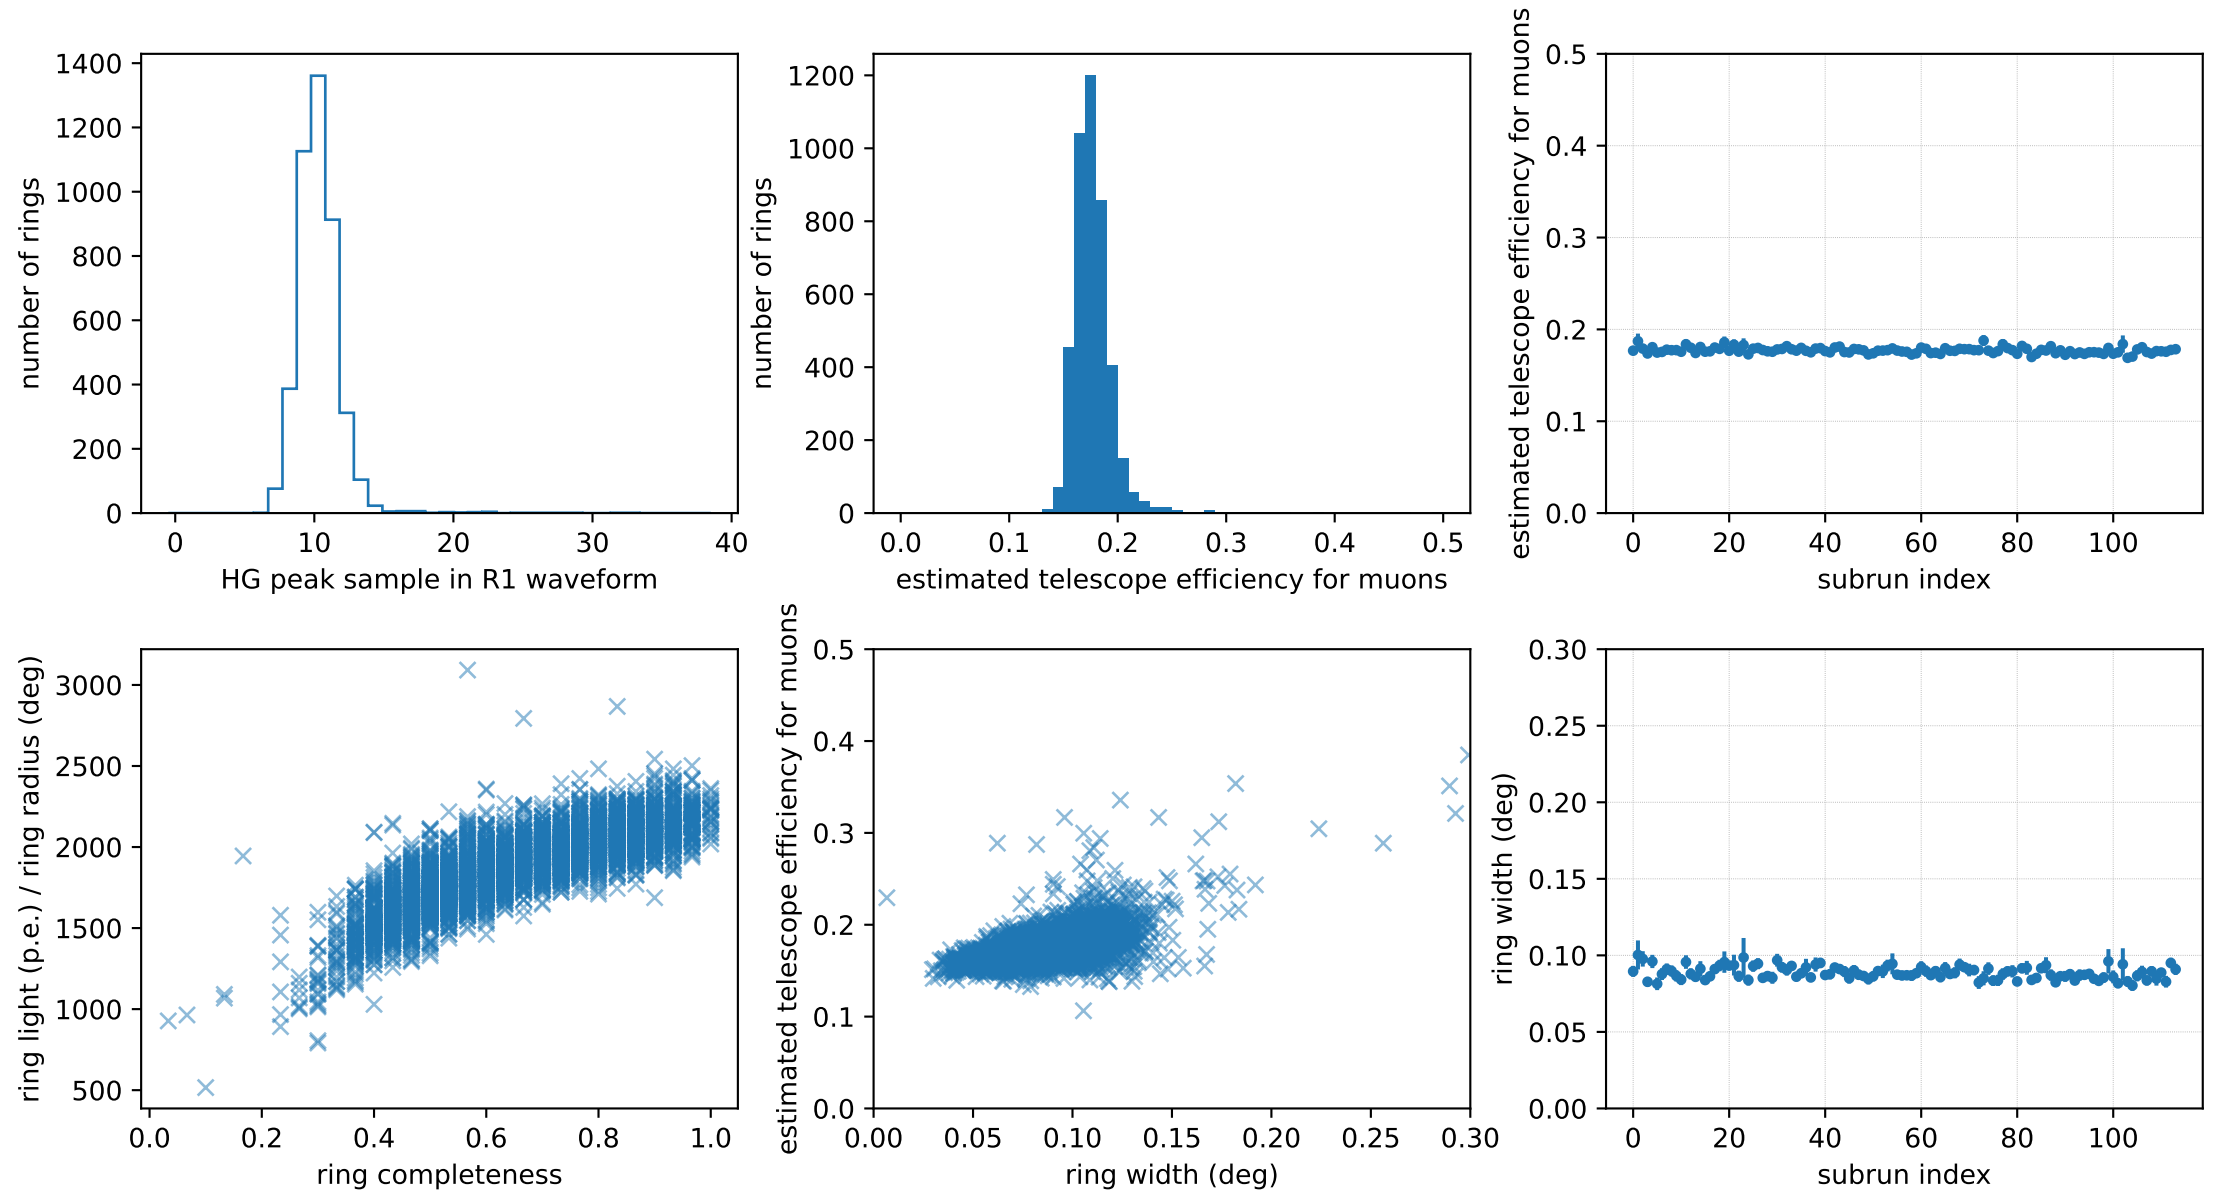 1400
1200
1000
800
600
400
200
0
number of rings
0 10 20 30 40
HG peak sample in R1 waveform
1200
1000
800
600
400
200
0
number of rings
0.0 0.1 0.2 0.3 0.4 0.5
estimated telescope efficiency for muons
0.5
0.4
0.3
0.2
0.1
0.0
estimated telescope efficiency for muons
0 20 40 60 80 100
subrun index
3000
2500
2000
1500
1000
500
ring light (p.e.) / ring radius (deg)
0.0 0.2 0.4 0.6 0.8 1.0
ring completeness
0.5
0.4
0.3
0.2
0.1
0.0
estimated telescope efficiency for muons
0.00 0.05 0.10 0.15 0.20 0.25 0.30
ring width (deg)
0.30
0.25
0.20
0.15
0.10
0.05
0.00
ring width (deg)
0 20 40 60 80 100
subrun index